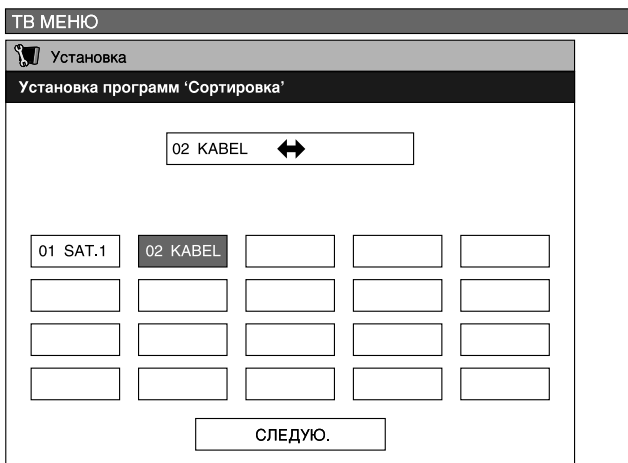 ТВ МЕНЮ
Установка
Установка программ ‘Сортировка’
02 KABEL
01 SAT.1 02 KABEL
СЛЕДУЮ.